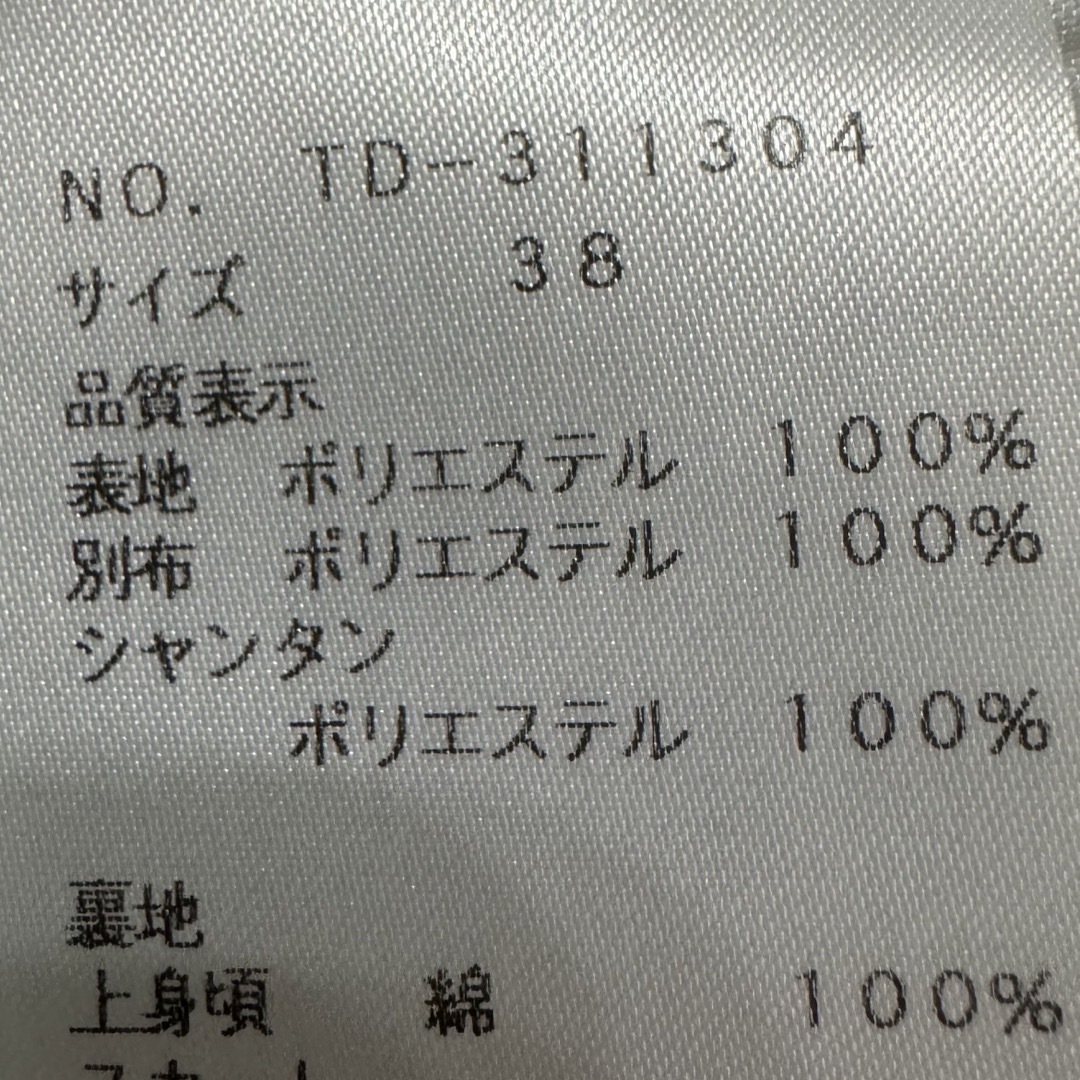 NO. TD-311304
サイズ 38
品質表示
表地 ポリエステル 100%
別布 ポリエステル 100%
シャンタン
ポリエステル 100%
裏地
上身頃 綿 100%